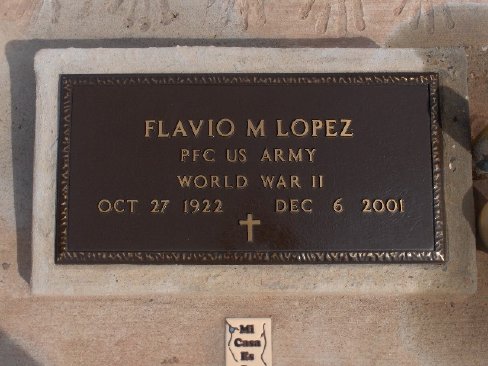 FLAVIO M LOPEZ
PFC US ARMY
WORLD WAR II
OCT 27 1922 DEC 6 2001
Mi
Casa
Es